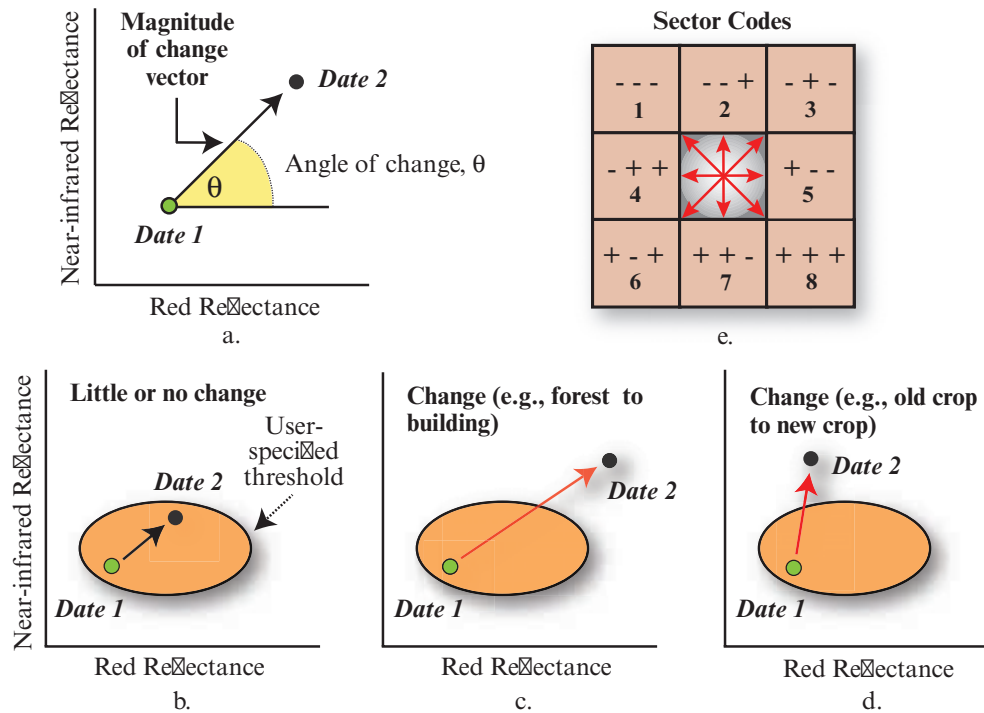 Magnitude
of change
vector
Date 2
Angle of change, θ
θ
Date 1
Near-infrared Re☒ectance
Red Re☒ectance
a.
Sector Codes
- - -
1
- - +
2
- + -
3
- + +
4
+ - -
5
+ - +
6
+ + -
7
+ + +
8
e.
Little or no change
User-
speci☒ed
threshold
Date 2
Date 1
Near-infrared Re☒ectance
Red Re☒ectance
b.
Change (e.g., forest to
building)
Date 2
Date 1
Red Re☒ectance
c.
Change (e.g., old crop
to new crop)
Date 2
Date 1
Red Re☒ectance
d.